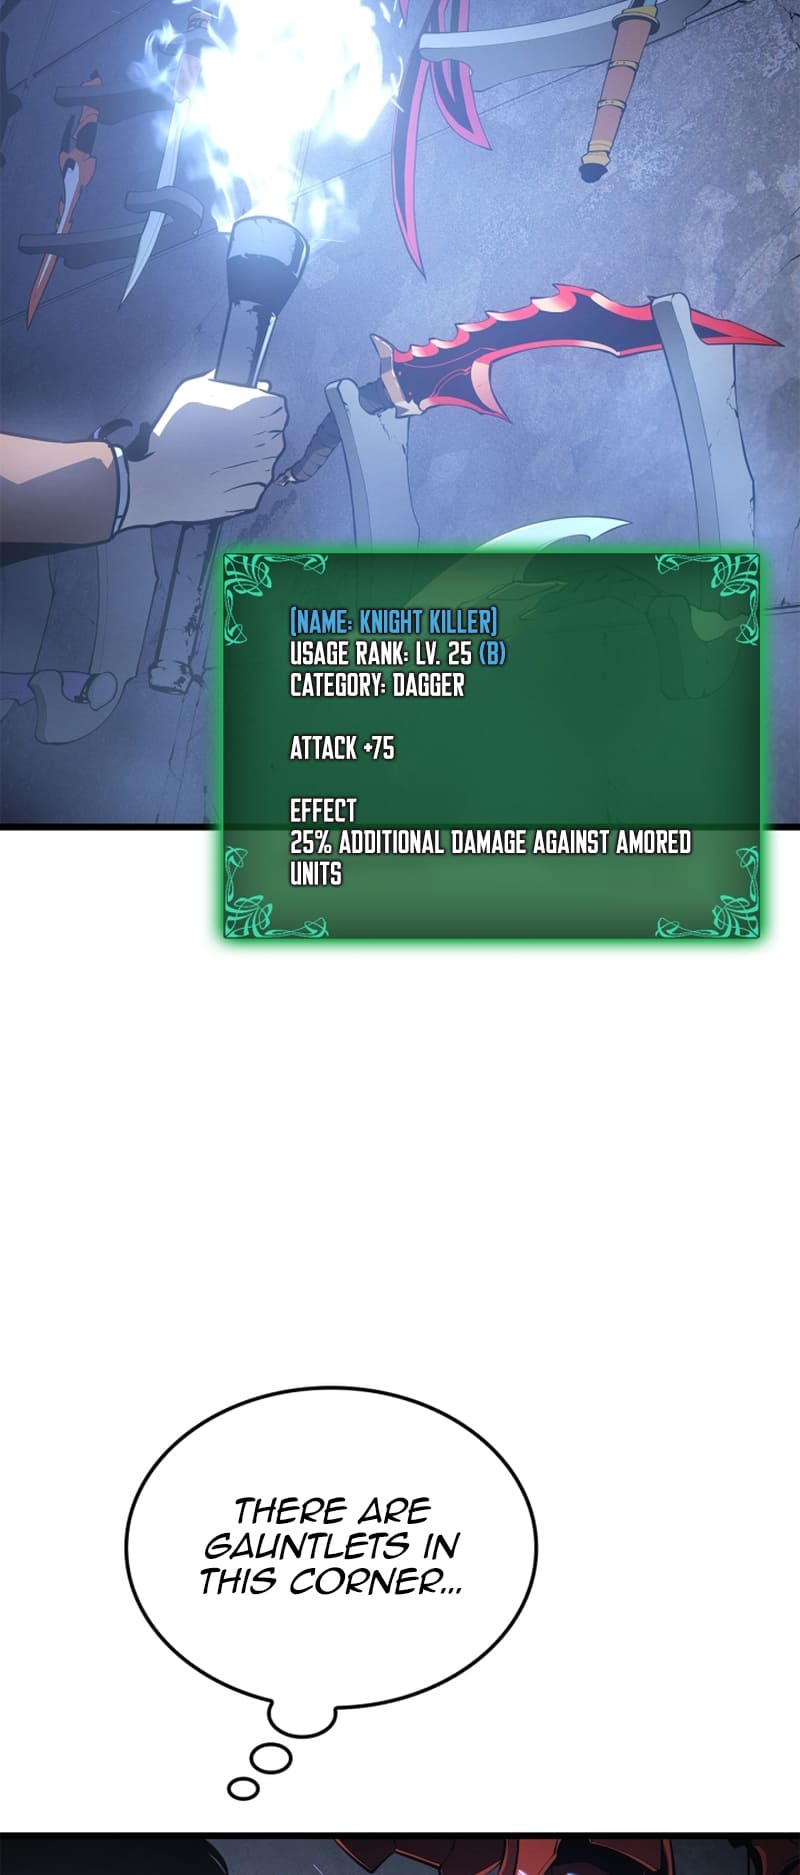 [NAME: KNIGHT KILLER]
USAGE RANK: LV. 25 (B)
CATEGORY: DAGGER
ATTACK +75
EFFECT
25% ADDITIONAL DAMAGE AGAINST AMORED
UNITS
THERE ARE
GAUNTLETS IN
THIS CORNER...